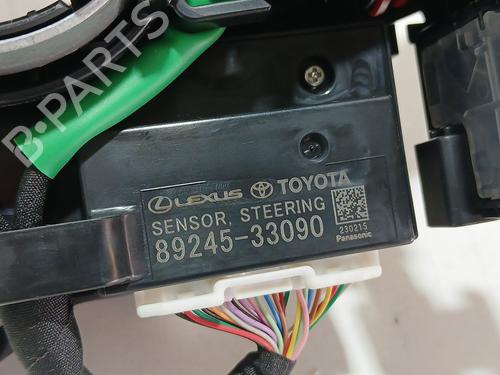 B-PARTS
LEXUS TOYOTA
SENSOR, STEERING
89245-33090
230215
Panasonic